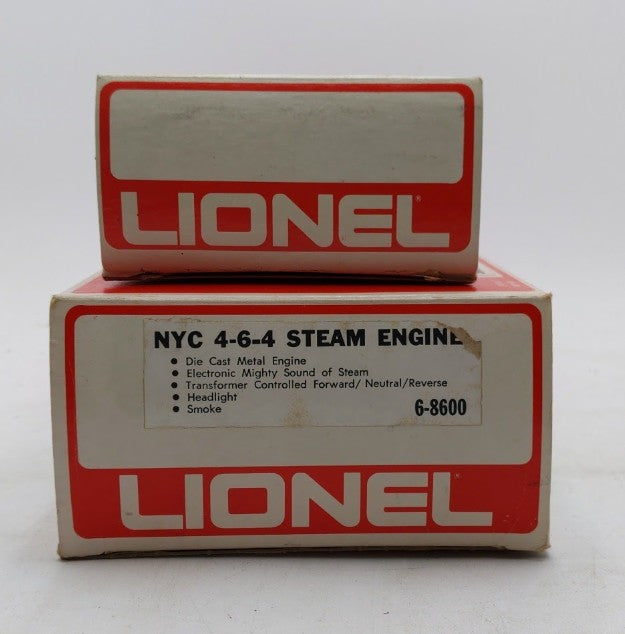 LIONEL®
NYC 4-6-4 STEAM ENGINE
• Die Cast Metal Engine
• Electronic Mighty Sound of Steam
• Transformer Controlled Forward/ Neutral/Reverse
• Headlight
• Smoke
6-8600
LIONEL®